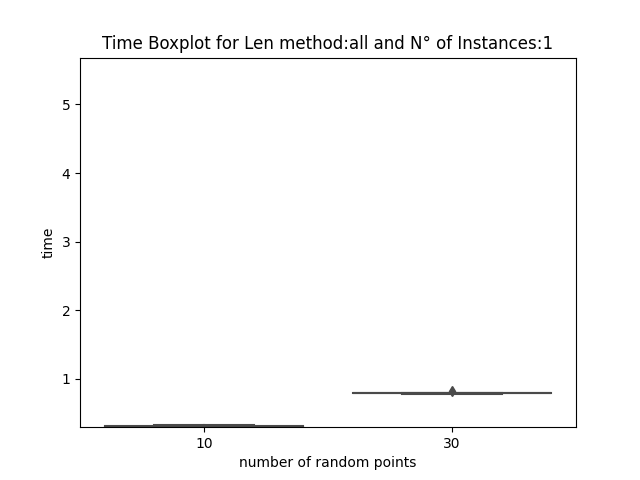 Time Boxplot for Len method:all and N° of Instances:1
5
4
3
2
1
time
10 30
number of random points